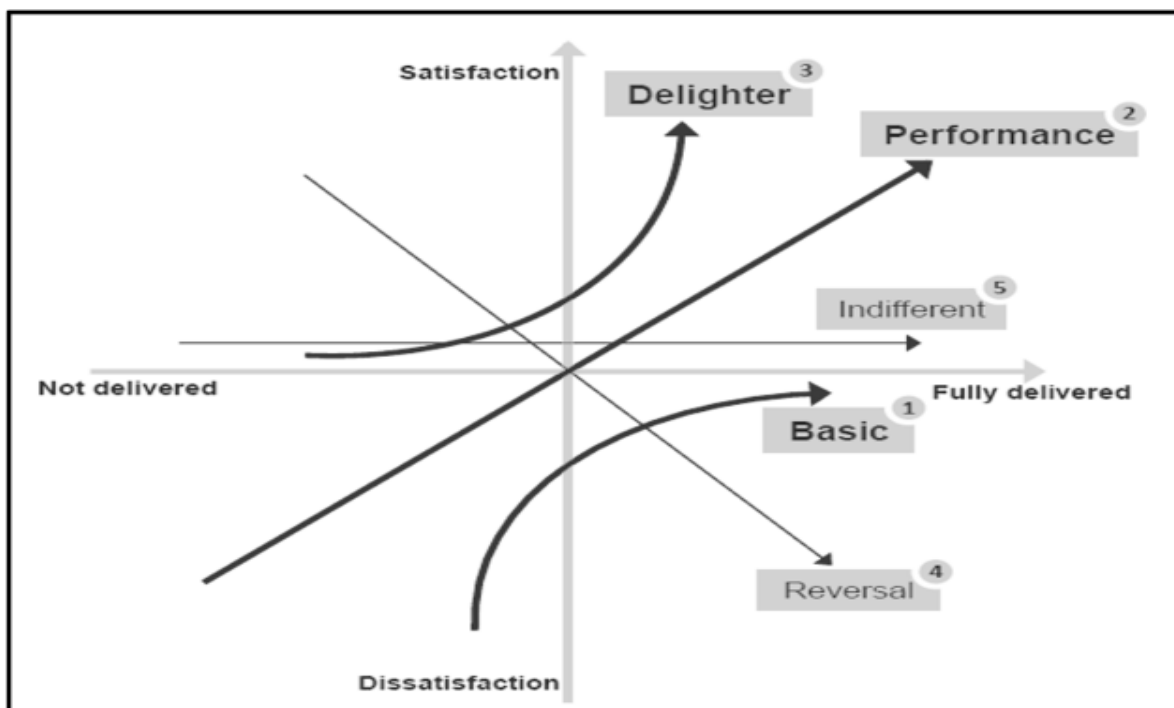 Satisfaction
3
Delighter
2
Performance
5
Indifferent
Not delivered
Fully delivered
1
Basic
4
Reversal
Dissatisfaction